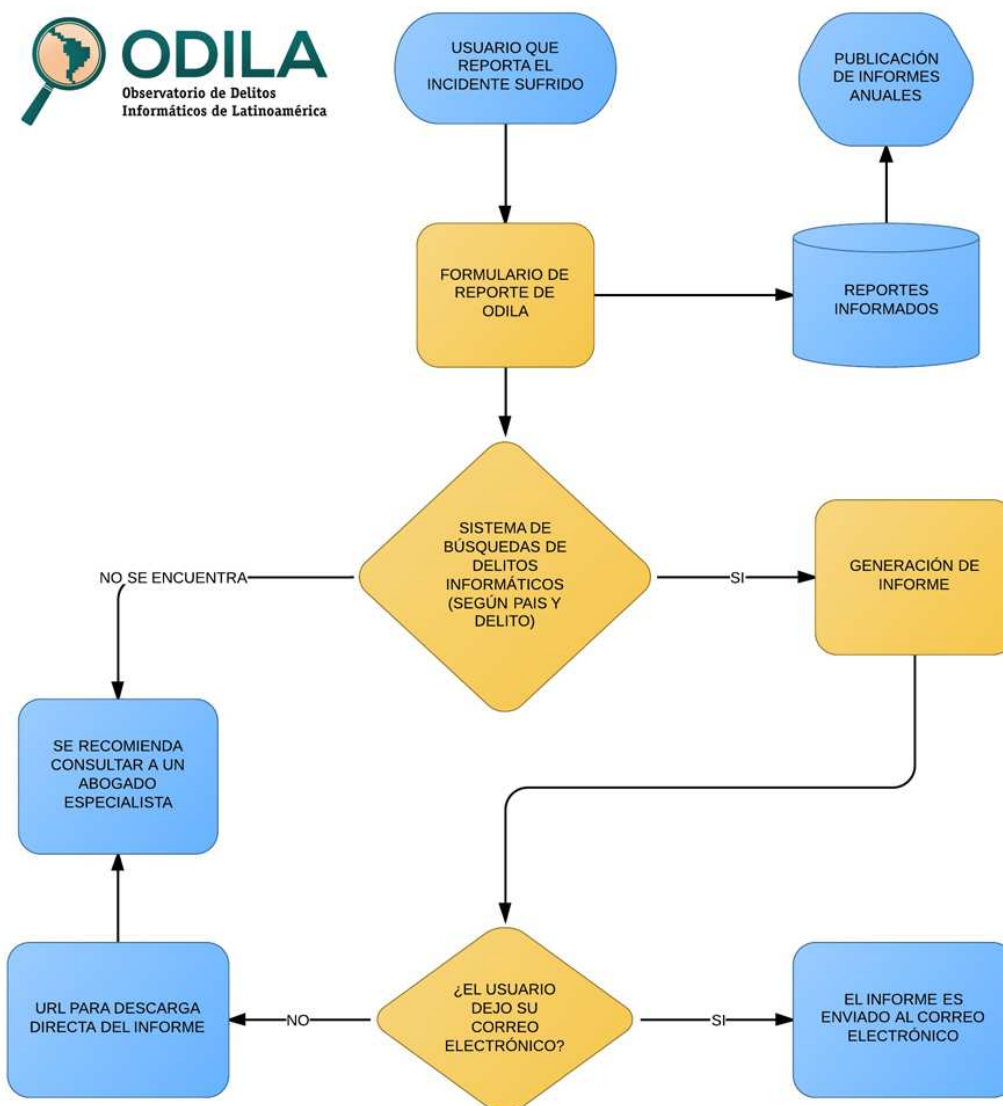 ODILA
Observatorio de Delitos
Informáticos de Latinoamérica
USUARIO QUE
REPORTA EL
INCIDENTE SUFRIDO
PUBLICACIÓN
DE INFORMES
ANUALES
FORMULARIO DE
REPORTE DE
ODILA
REPORTES
INFORMADOS
SISTEMA DE
BÚSQUEDAS DE
DELITOS
INFORMÁTICOS
(SEGÚN PAIS Y
DELITO)
NO SE ENCUENTRA
SI
GENERACIÓN DE
INFORME
SE RECOMIENDA
CONSULTAR A UN
ABOGADO
ESPECIALISTA
URL PARA DESCARGA
DIRECTA DEL INFORME
NO
¿EL USUARIO
DEJO SU
CORREO
ELECTRÓNICO?
SI
EL INFORME ES
ENVIADO AL CORREO
ELECTRÓNICO